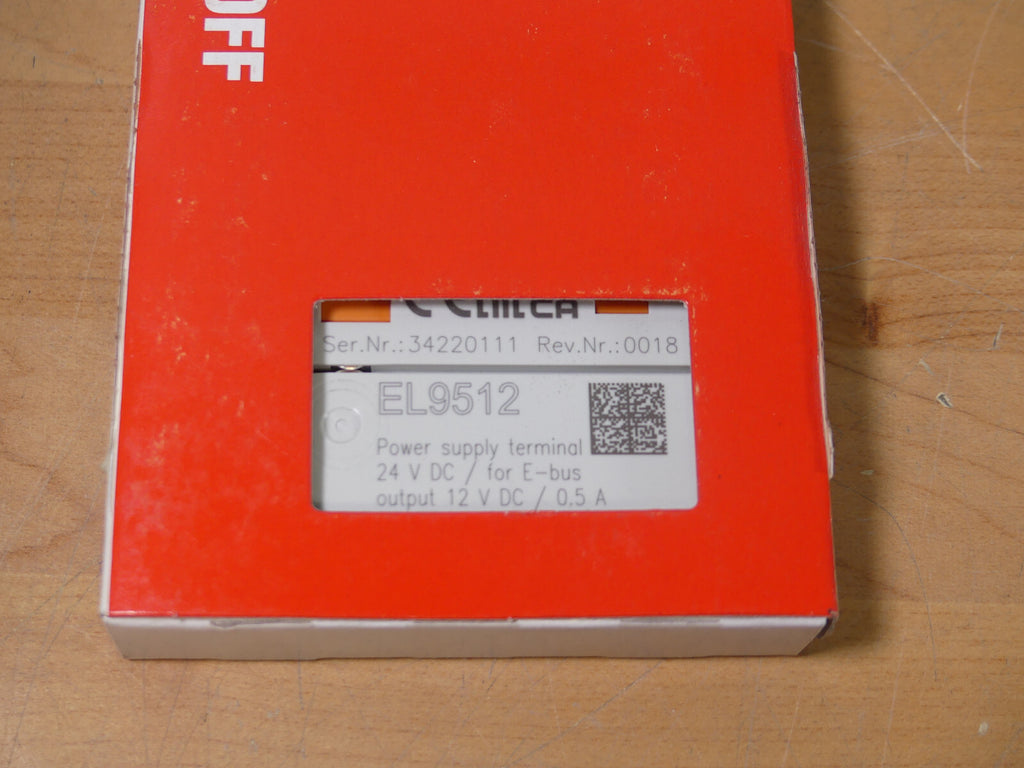 OFF
Ser.Nr.: 34220111 Rev.Nr.:0018
EL9512
Power supply terminal
24 V DC / for E-bus
output 12 V DC / 0.5 A